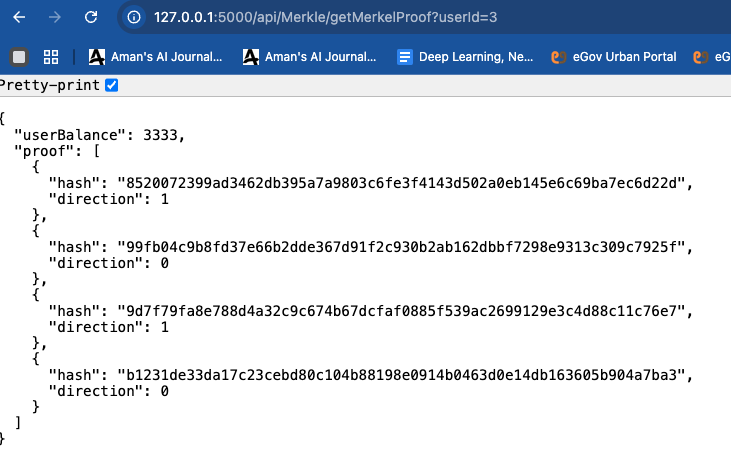 127.0.0.1:5000/api/Merkle/getMerkelProof?userId=3
Aman's AI Journal... Aman's AI Journal... Deep Learning, Ne... eGov Urban Portal eG
Pretty-print
{
  "userBalance": 3333,
  "proof": [
    {
      "hash": "8520072399ad3462db395a7a9803c6fe3f4143d502a0eb145e6c69ba7ec6d22d",
      "direction": 1
    },
    {
      "hash": "99fb04c9b8fd37e66b2dde367d91f2c930b2ab162dbbf7298e9313c309c7925f",
      "direction": 0
    },
    {
      "hash": "9d7f79fa8e788d4a32c9c674b67dcfaf0885f539ac2699129e3c4d88c11c76e7",
      "direction": 1
    },
    {
      "hash": "b1231de33da17c23cebd80c104b88198e0914b0463d0e14db163605b904a7ba3",
      "direction": 0
    }
  ]
}